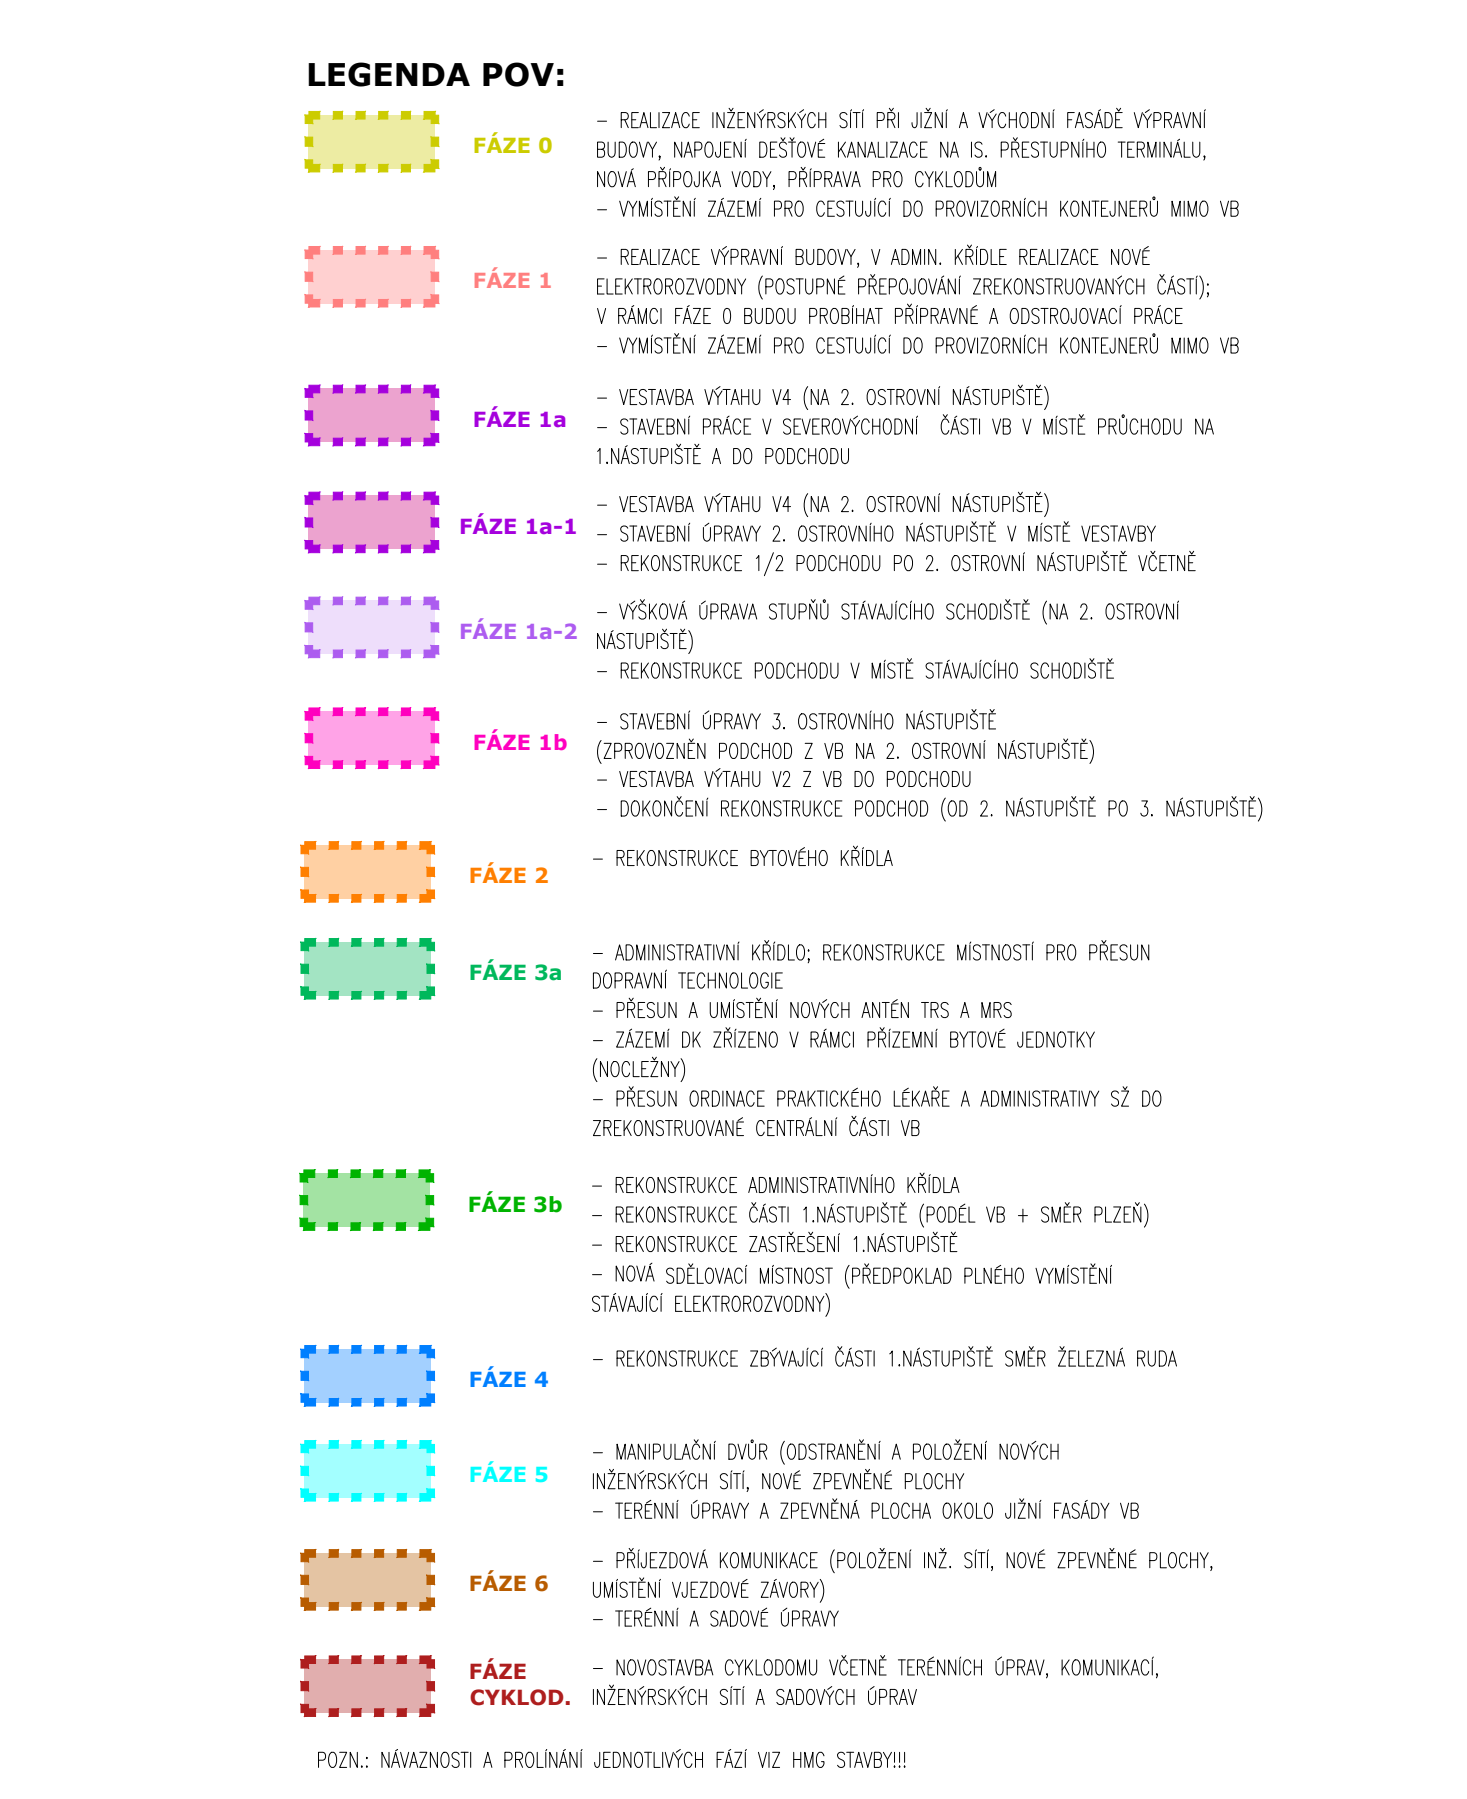 LEGENDA POV:
FÁZE 0
– REALIZACE INŽENÝRSKÝCH SÍTÍ PŘI JIŽNÍ A VÝCHODNÍ FASÁDĚ VÝPRAVNÍ
BUDOVY, NAPOJENÍ DEŠŤOVÉ KANALIZACE NA IS. PŘESTUPNÍHO TERMINÁLU,
NOVÁ PŘÍPOJKA VODY, PŘÍPRAVA PRO CYKLODŮM
– VYMÍSTĚNÍ ZÁZEMÍ PRO CESTUJÍCÍ DO PROVIZORNÍCH KONTEJNERŮ MIMO VB
FÁZE 1
– REALIZACE VÝPRAVNÍ BUDOVY, V ADMIN. KŘÍDLE REALIZACE NOVÉ
ELEKTROROZVODNY (POSTUPNÉ PŘEPOJOVÁNÍ ZREKONSTRUOVANÝCH ČÁSTÍ);
V RÁMCI FÁZE 0 BUDOU PROBÍHAT PŘÍPRAVNÉ A ODSTROJOVACÍ PRÁCE
– VYMÍSTĚNÍ ZÁZEMÍ PRO CESTUJÍCÍ DO PROVIZORNÍCH KONTEJNERŮ MIMO VB
FÁZE 1a
– VESTAVBA VÝTAHU V4 (NA 2. OSTROVNÍ NÁSTUPIŠTĚ)
– STAVEBNÍ PRÁCE V SEVEROVÝCHODNÍ ČÁSTI VB V MÍSTĚ PRŮCHODU NA
1.NÁSTUPIŠTĚ A DO PODCHODU
FÁZE 1a-1
– VESTAVBA VÝTAHU V4 (NA 2. OSTROVNÍ NÁSTUPIŠTĚ)
– STAVEBNÍ ÚPRAVY 2. OSTROVNÍHO NÁSTUPIŠTĚ V MÍSTĚ VESTAVBY
– REKONSTRUKCE 1/2 PODCHODU PO 2. OSTROVNÍ NÁSTUPIŠTĚ VČETNĚ
FÁZE 1a-2
– VÝŠKOVÁ ÚPRAVA STUPŇŮ STÁVAJÍCÍHO SCHODIŠTĚ (NA 2. OSTROVNÍ
NÁSTUPIŠTĚ)
– REKONSTRUKCE PODCHODU V MÍSTĚ STÁVAJÍCÍHO SCHODIŠTĚ
FÁZE 1b
– STAVEBNÍ ÚPRAVY 3. OSTROVNÍHO NÁSTUPIŠTĚ
(ZPROVOZNĚN PODCHOD Z VB NA 2. OSTROVNÍ NÁSTUPIŠTĚ)
– VESTAVBA VÝTAHU V2 Z VB DO PODCHODU
– DOKONČENÍ REKONSTRUKCE PODCHOD (OD 2. NÁSTUPIŠTĚ PO 3. NÁSTUPIŠTĚ)
FÁZE 2
– REKONSTRUKCE BYTOVÉHO KŘÍDLA
FÁZE 3a
– ADMINISTRATIVNÍ KŘÍDLO; REKONSTRUKCE MÍSTNOSTÍ PRO PŘESUN
DOPRAVNÍ TECHNOLOGIE
– PŘESUN A UMÍSTĚNÍ NOVÝCH ANTÉN TRS A MRS
– ZÁZEMÍ DK ZŘÍZENO V RÁMCI PŘÍZEMNÍ BYTOVÉ JEDNOTKY
(NOCLEŽNY)
– PŘESUN ORDINACE PRAKTICKÉHO LÉKAŘE A ADMINISTRATIVY SŽ DO
ZREKONSTRUOVANÉ CENTRÁLNÍ ČÁSTI VB
FÁZE 3b
– REKONSTRUKCE ADMINISTRATIVNÍHO KŘÍDLA
– REKONSTRUKCE ČÁSTI 1.NÁSTUPIŠTĚ (PODÉL VB + SMĚR PLZEŇ)
– REKONSTRUKCE ZASTŘEŠENÍ 1.NÁSTUPIŠTĚ
– NOVÁ SDĚLOVACÍ MÍSTNOST (PŘEDPOKLAD PLNÉHO VYMÍSTĚNÍ
STÁVAJÍCÍ ELEKTROROZVODNY)
FÁZE 4
– REKONSTRUKCE ZBÝVAJÍCÍ ČÁSTI 1.NÁSTUPIŠTĚ SMĚR ŽELEZNÁ RUDA
FÁZE 5
– MANIPULAČNÍ DVŮR (ODSTRANĚNÍ A POLOŽENÍ NOVÝCH
INŽENÝRSKÝCH SÍTÍ, NOVÉ ZPEVNĚNÉ PLOCHY
– TERÉNNÍ ÚPRAVY A ZPEVNĚNÁ PLOCHA OKOLO JIŽNÍ FASÁDY VB
FÁZE 6
– PŘÍJEZDOVÁ KOMUNIKACE (POLOŽENÍ INŽ. SÍTÍ, NOVÉ ZPEVNĚNÉ PLOCHY,
UMÍSTĚNÍ VJEZDOVÉ ZÁVORY)
– TERÉNNÍ A SADOVÉ ÚPRAVY
FÁZE
CYKLOD.
– NOVOSTAVBA CYKLODOMU VČETNĚ TERÉNNÍCH ÚPRAV, KOMUNIKACÍ,
INŽENÝRSKÝCH SÍTÍ A SADOVÝCH ÚPRAV
POZN.: NÁVAZNOSTI A PROLÍNÁNÍ JEDNOTLIVÝCH FÁZÍ VIZ HMG STAVBY!!!